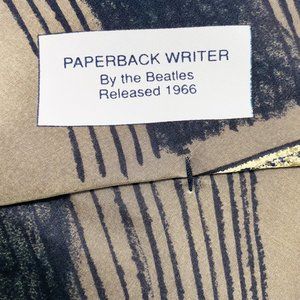 PAPERBACK WRITER
By the Beatles
Released 1966